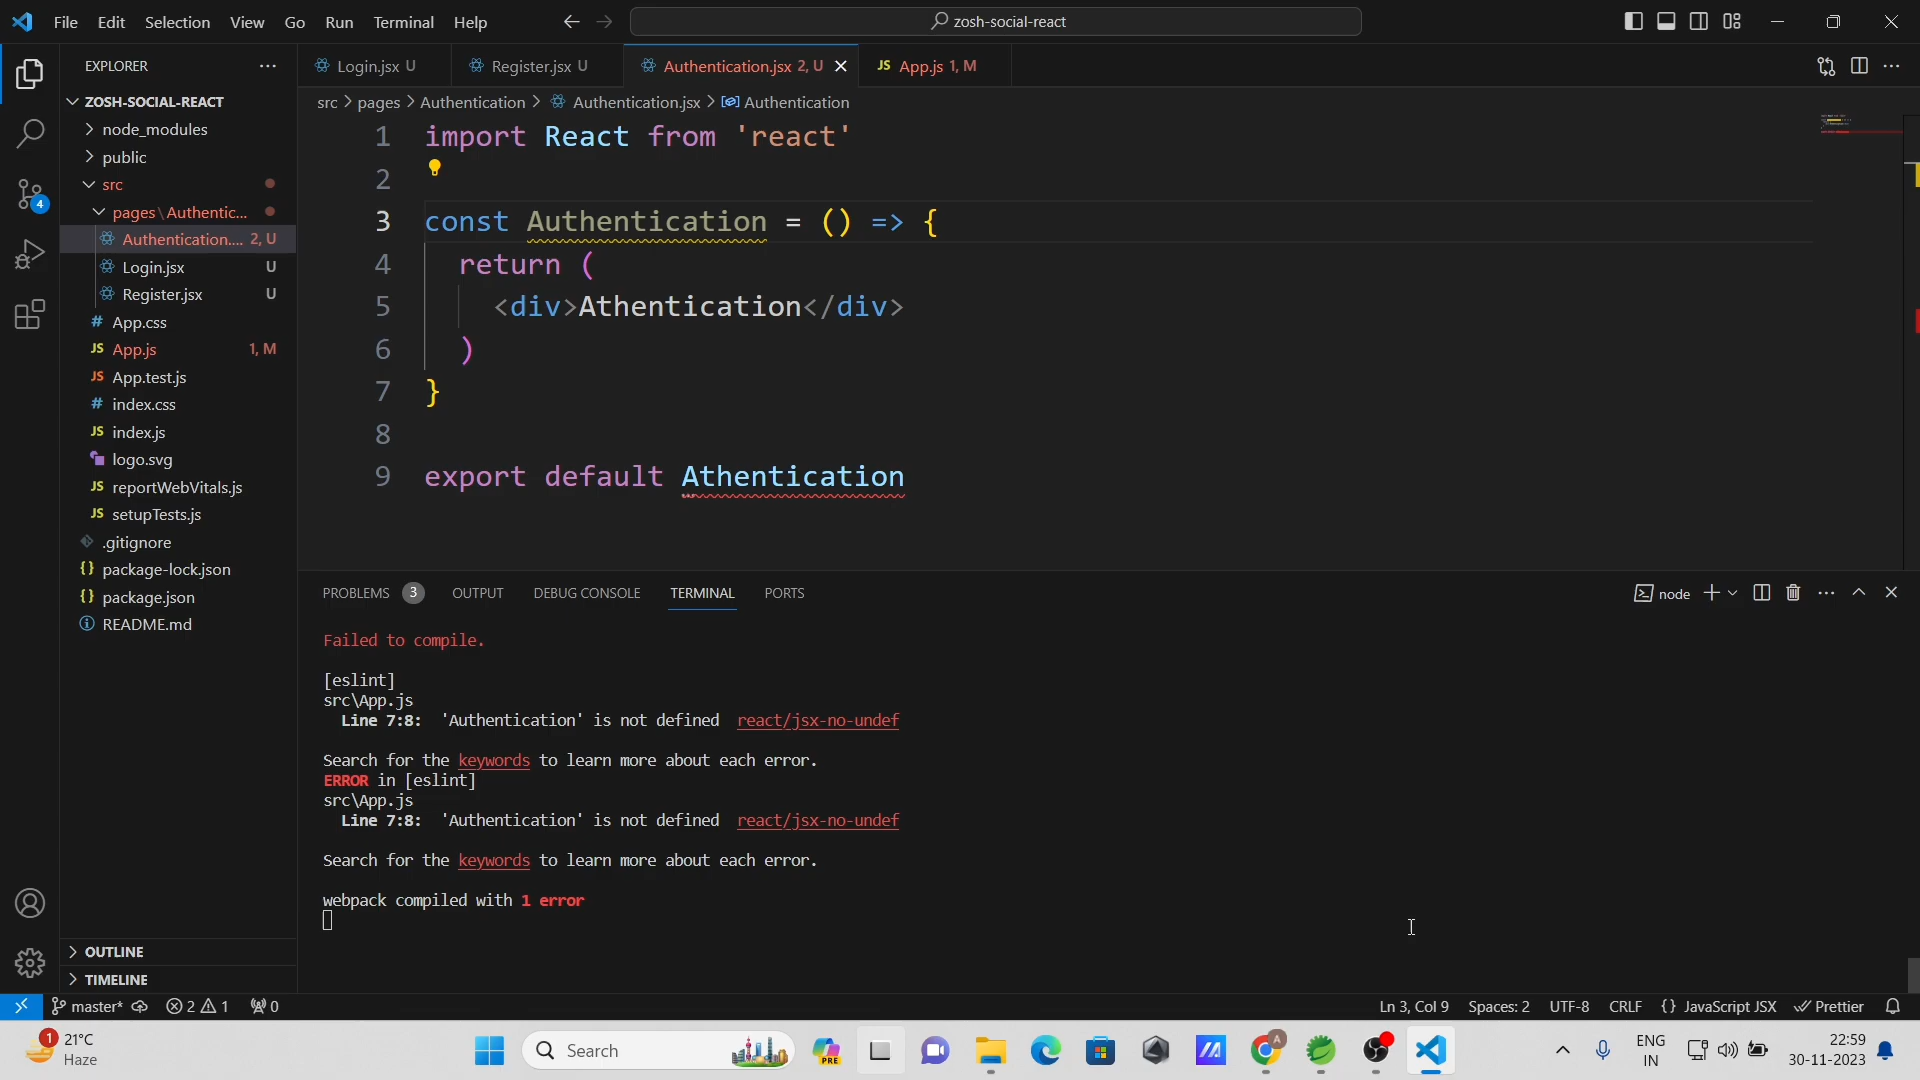 File Edit Selection View Go Run Terminal Help
zosh-social-react
EXPLORER
Login.jsx U
Register.jsx U
Authentication.jsx 2, U
JS App.js 1, M
src > pages > Authentication > Authentication.jsx > Authentication
ZOSH-SOCIAL-REACT
node_modules
public
src
pages\Authentic...
Authentication.... 2, U
Login.jsx U
Register.jsx U
# App.css
JS App.js 1, M
JS App.test.js
# index.css
JS index.js
logo.svg
JS reportWebVitals.js
JS setupTests.js
.gitignore
{} package-lock.json
{} package.json
README.md
OUTLINE
TIMELINE
4
1 import React from 'react'
2
3 const Authentication = () => {
4 return (
5 <div>Athentication</div>
6 )
7 }
8
9 export default Athentication
PROBLEMS 3 OUTPUT DEBUG CONSOLE TERMINAL PORTS
node
Failed to compile.
[eslint]
src\App.js
Line 7:8: 'Authentication' is not defined react/jsx-no-undef
Search for the keywords to learn more about each error.
ERROR in [eslint]
src\App.js
Line 7:8: 'Authentication' is not defined react/jsx-no-undef
Search for the keywords to learn more about each error.
webpack compiled with 1 error
master* 2 1 0
Ln 3, Col 9 Spaces: 2 UTF-8 CRLF {} JavaScript JSX Prettier
1
21°C
Haze
Search
PRE
A
ENG
IN
22:59
30-11-2023